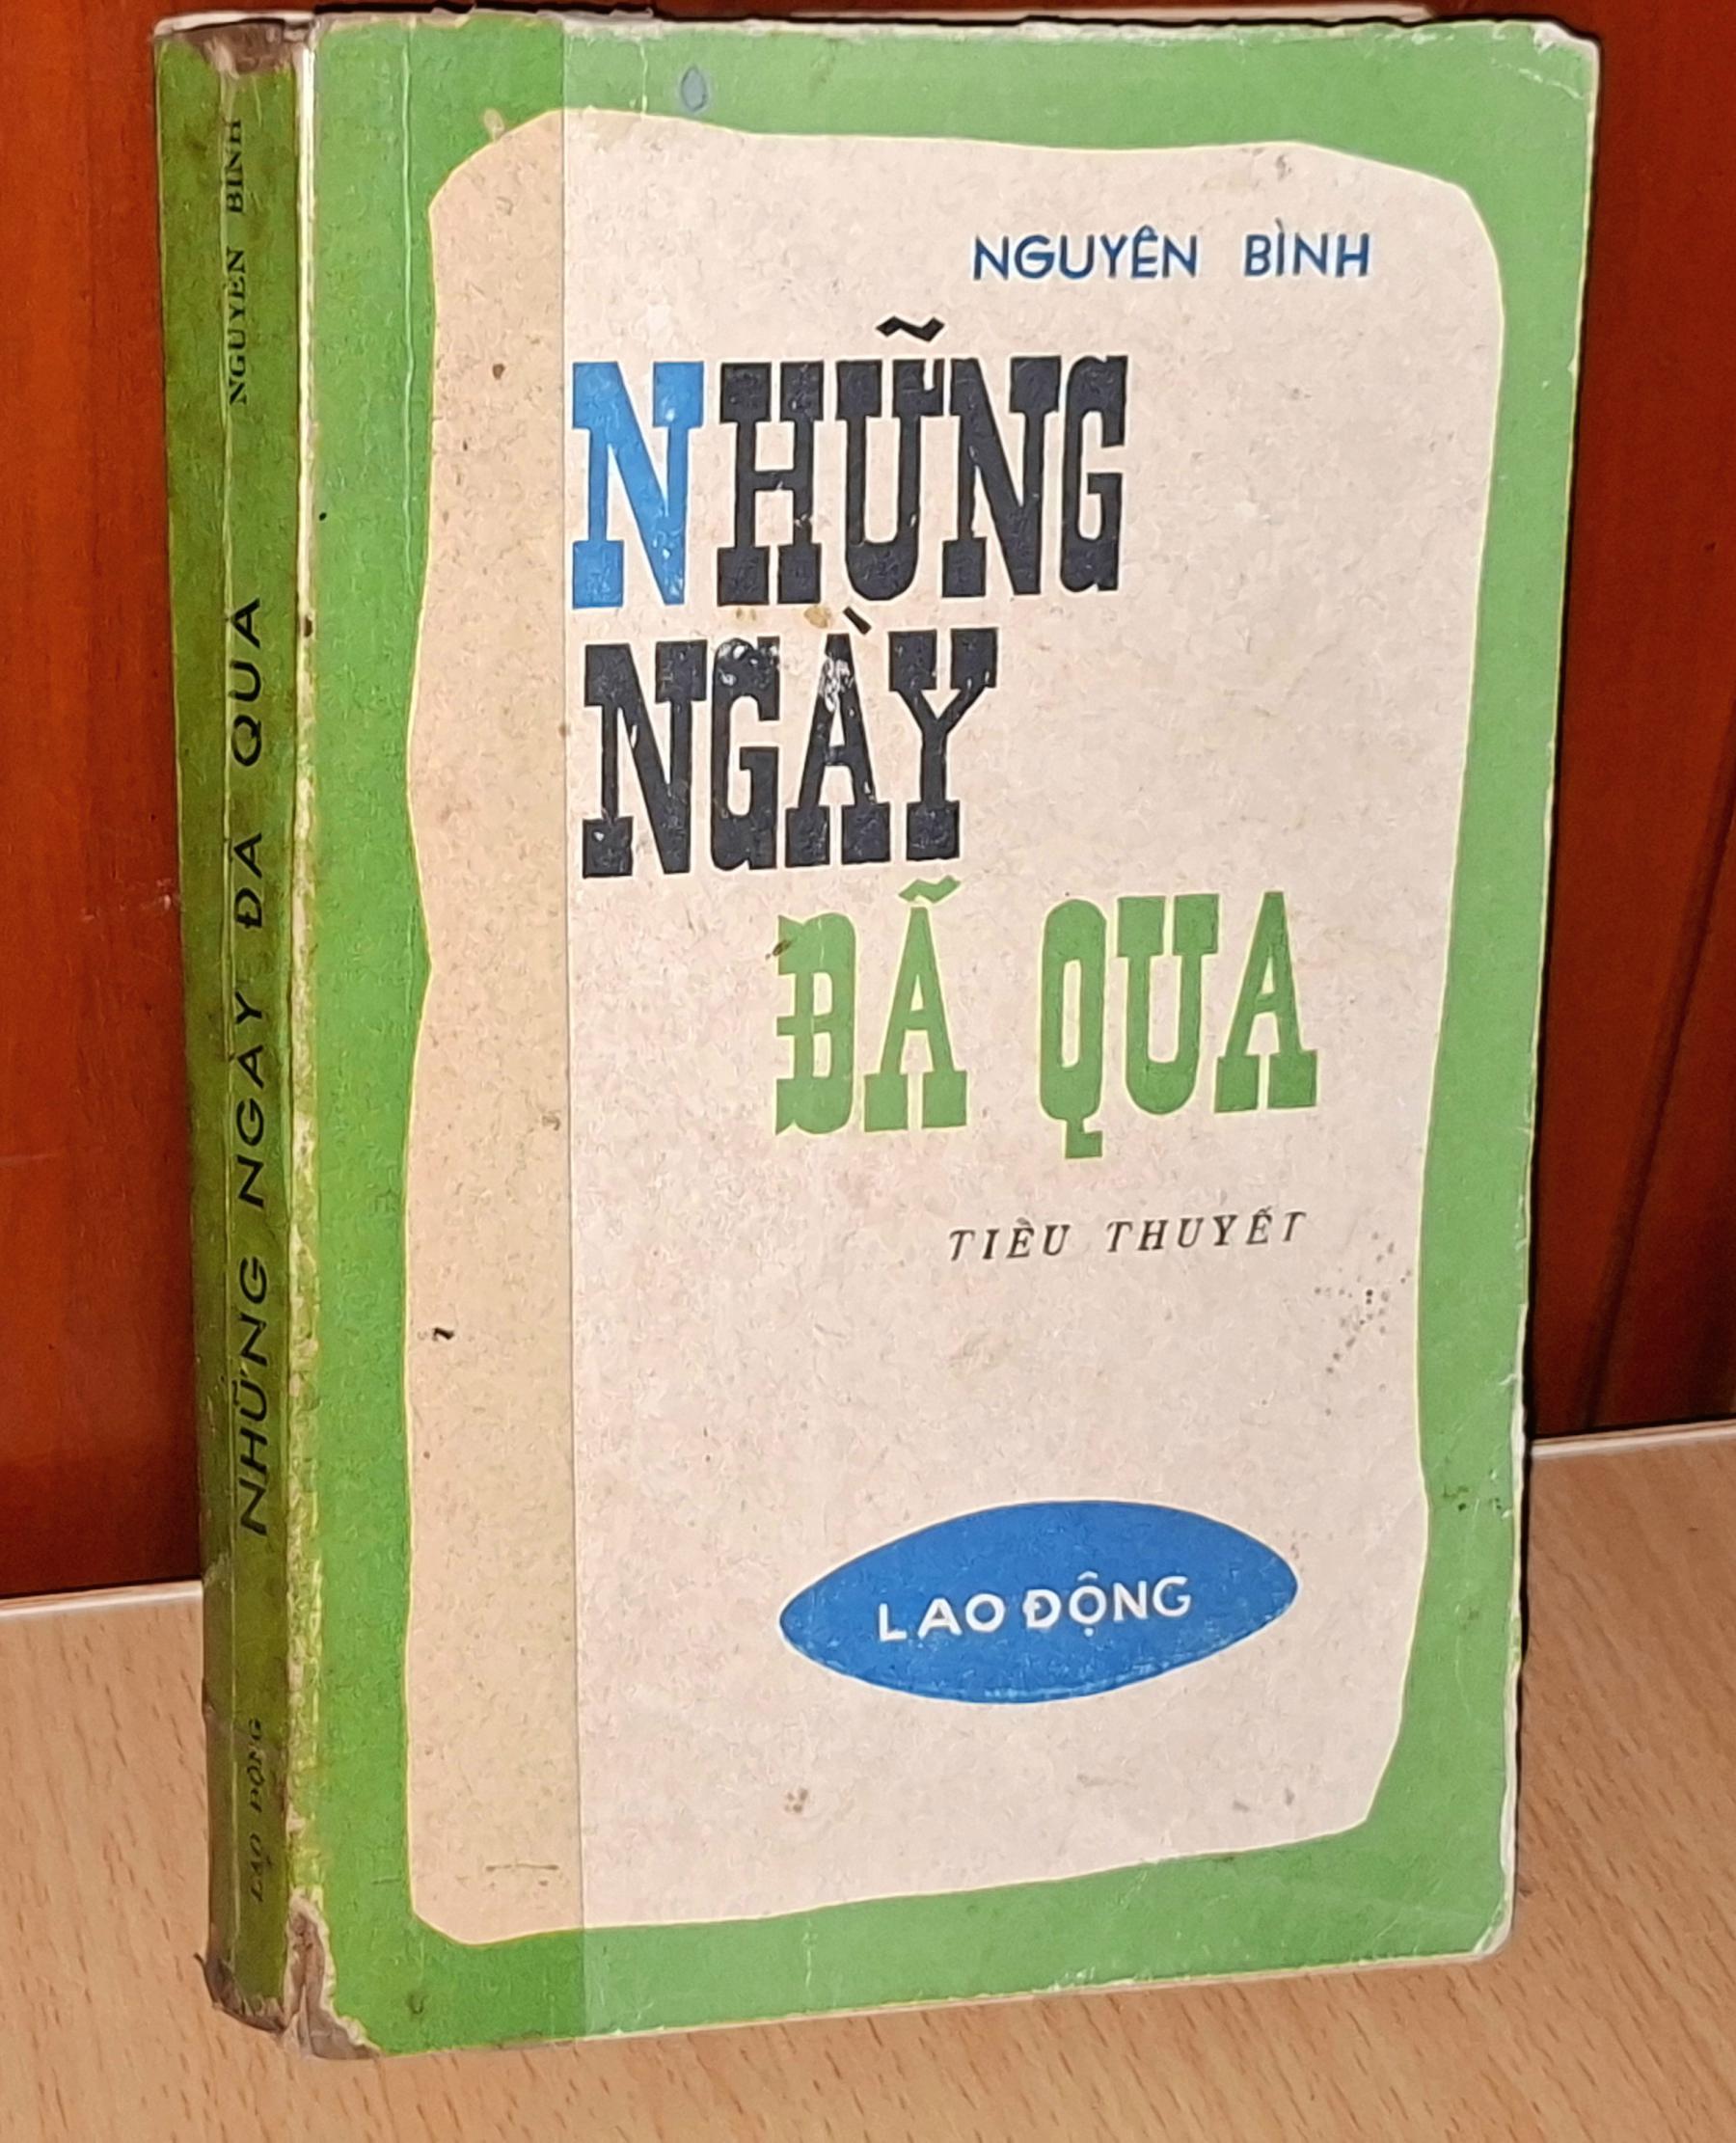 NGUYÊN BÌNH
NHỮNG
NGÀY
ĐÃ QUA
TIỂU THUYẾT
LAO ĐỘNG
NHỮNG NGÀY ĐÃ QUA
NGUYÊN BÌNH
LAO ĐỘNG